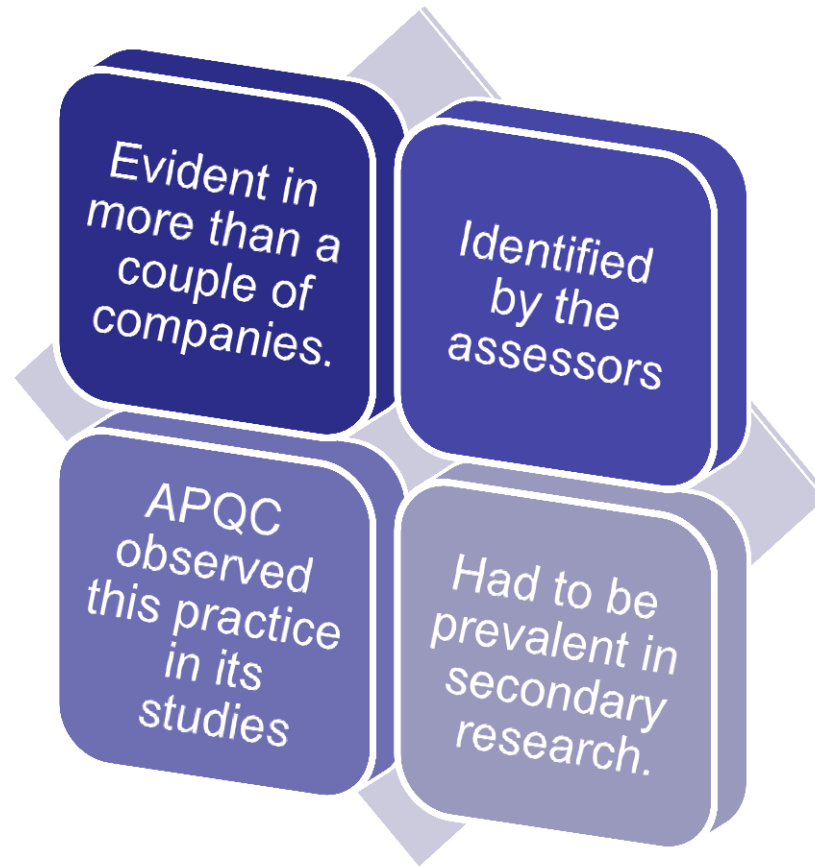 Evident in
more than a
couple of
companies.
Identified
by the
assessors
APQC
observed
this practice
in its
studies
Had to be
prevalent in
secondary
research.